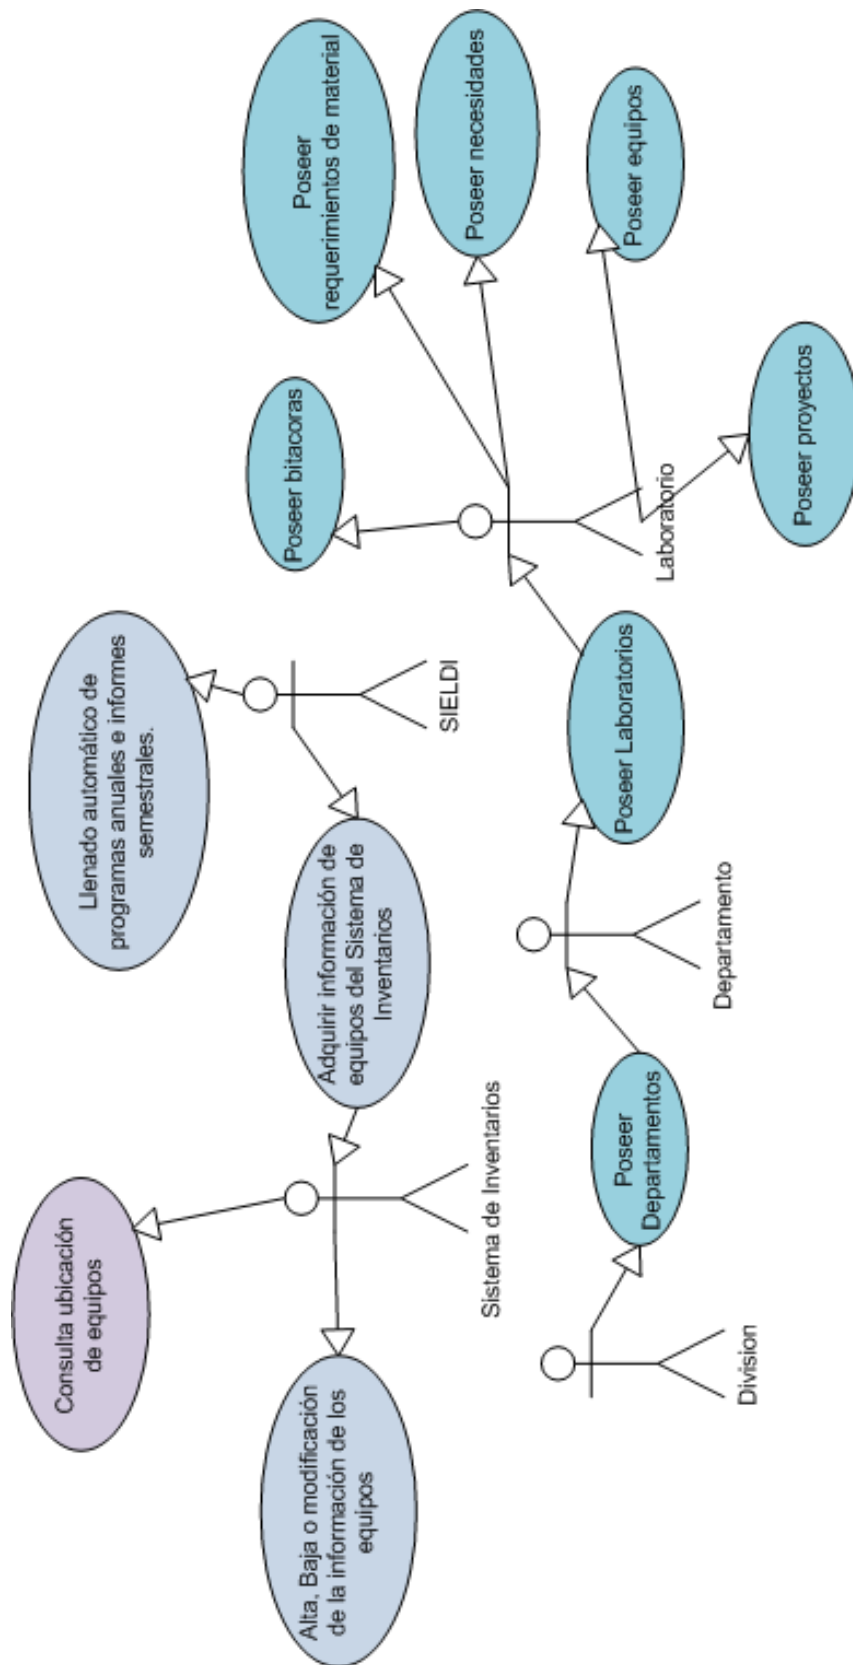 Consulta ubicación
de equipos
Llenado automático de
programas anuales e informes
semestrales.
Alta, Baja o modificación
de la información de los
equipos
Sistema de Inventarios
Adquirir información de
equipos del Sistema de
Inventarios
SIELDI
Poseer bitacoras
Poseer
requerimientos de material
Poseer necesidades
Division
Poseer
Departamentos
Departamento
Poseer Laboratorios
Laboratorio
Poseer equipos
Poseer proyectos